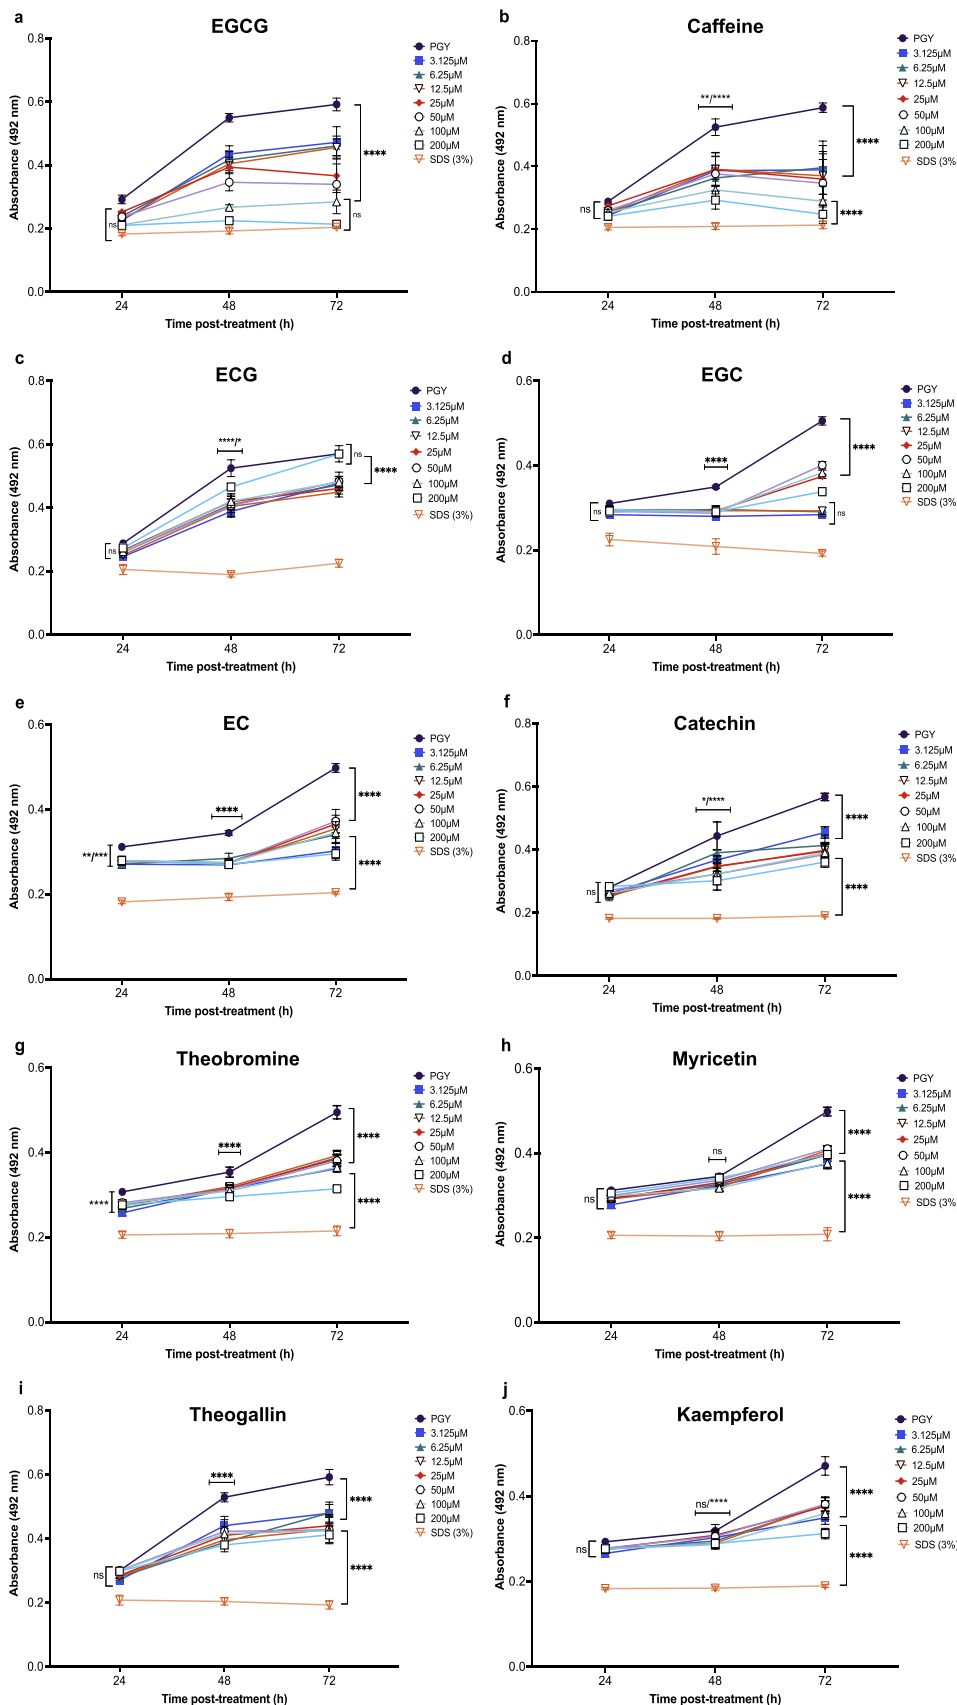 a
EGCG
Absorbance (492 nm)
0.8
0.6
0.4
0.2
0.0
24
48
72
Time post-treatment (h)
ns
****
ns
PGY
3.125µM
6.25µM
12.5µM
25µM
50µM
100µM
200µM
SDS (3%)
b
Caffeine
Absorbance (492 nm)
0.8
0.6
0.4
0.2
0.0
24
48
72
Time post-treatment (h)
ns
**/****
****
****
PGY
3.125µM
6.25µM
12.5µM
25µM
50µM
100µM
200µM
SDS (3%
c
ECG
Absorbance (492 nm)
0.8
0.6
0.4
0.2
0.0
24
48
72
Time post-treatment (h)
ns
****/*
ns
****
PGY
3.125µM
6.25µM
12.5µM
25µM
50µM
100µM
200µM
SDS (3%)
d
EGC
Absorbance (492 nm)
0.6
0.4
0.2
0.0
24
48
72
Time post-treatment (h)
ns
****
****
ns
PGY
3.125µM
6.25µM
12.5µM
25µM
50µM
100µM
200µM
SDS (3%)
e
EC
Absorbance (492 nm)
0.6
0.4
0.2
0.0
24
48
72
Time post-treatment (h)
**/***
****
****
****
PGY
3.125µM
6.25µM
12.5µM
25µM
50µM
100µM
200µM
SDS (3%)
f
Catechin
Absorbance (492 nm)
0.8
0.6
0.4
0.2
0.0
24
48
72
Time post-treatment (h)
ns
*/****
****
****
PGY
3.125µM
6.25µM
12.5µM
25µM
50µM
100µM
200µM
SDS (3%
g
Theobromine
Absorbance (492 nm)
0.6
0.4
0.2
0.0
24
48
72
Time post-treatment (h)
****
****
****
****
PGY
3.125µM
6.25µM
12.5µM
25µM
50µM
100µM
200µM
SDS (3%)
h
Myricetin
Absorbance (492 nm)
0.6
0.4
0.2
0.0
24
48
72
Time post-treatment (h)
ns
ns
****
****
PGY
3.125µM
6.25µM
12.5µM
25µM
50µM
100µM
200µM
SDS (3%
i
Theogallin
Absorbance (492 nm)
0.8
0.6
0.4
0.2
0.0
24
48
72
Time post-treatment (h)
ns
****
****
****
PGY
3.125µM
6.25µM
12.5µM
25µM
50µM
100µM
200µM
SDS (3%)
j
Kaempferol
Absorbance (492 nm)
0.6
0.4
0.2
0.0
24
48
72
Time post-treatment (h)
ns
ns/****
****
****
PGY
3.125µM
6.25µM
12.5µM
25µM
50µM
100µM
200µM
SDS (3%)